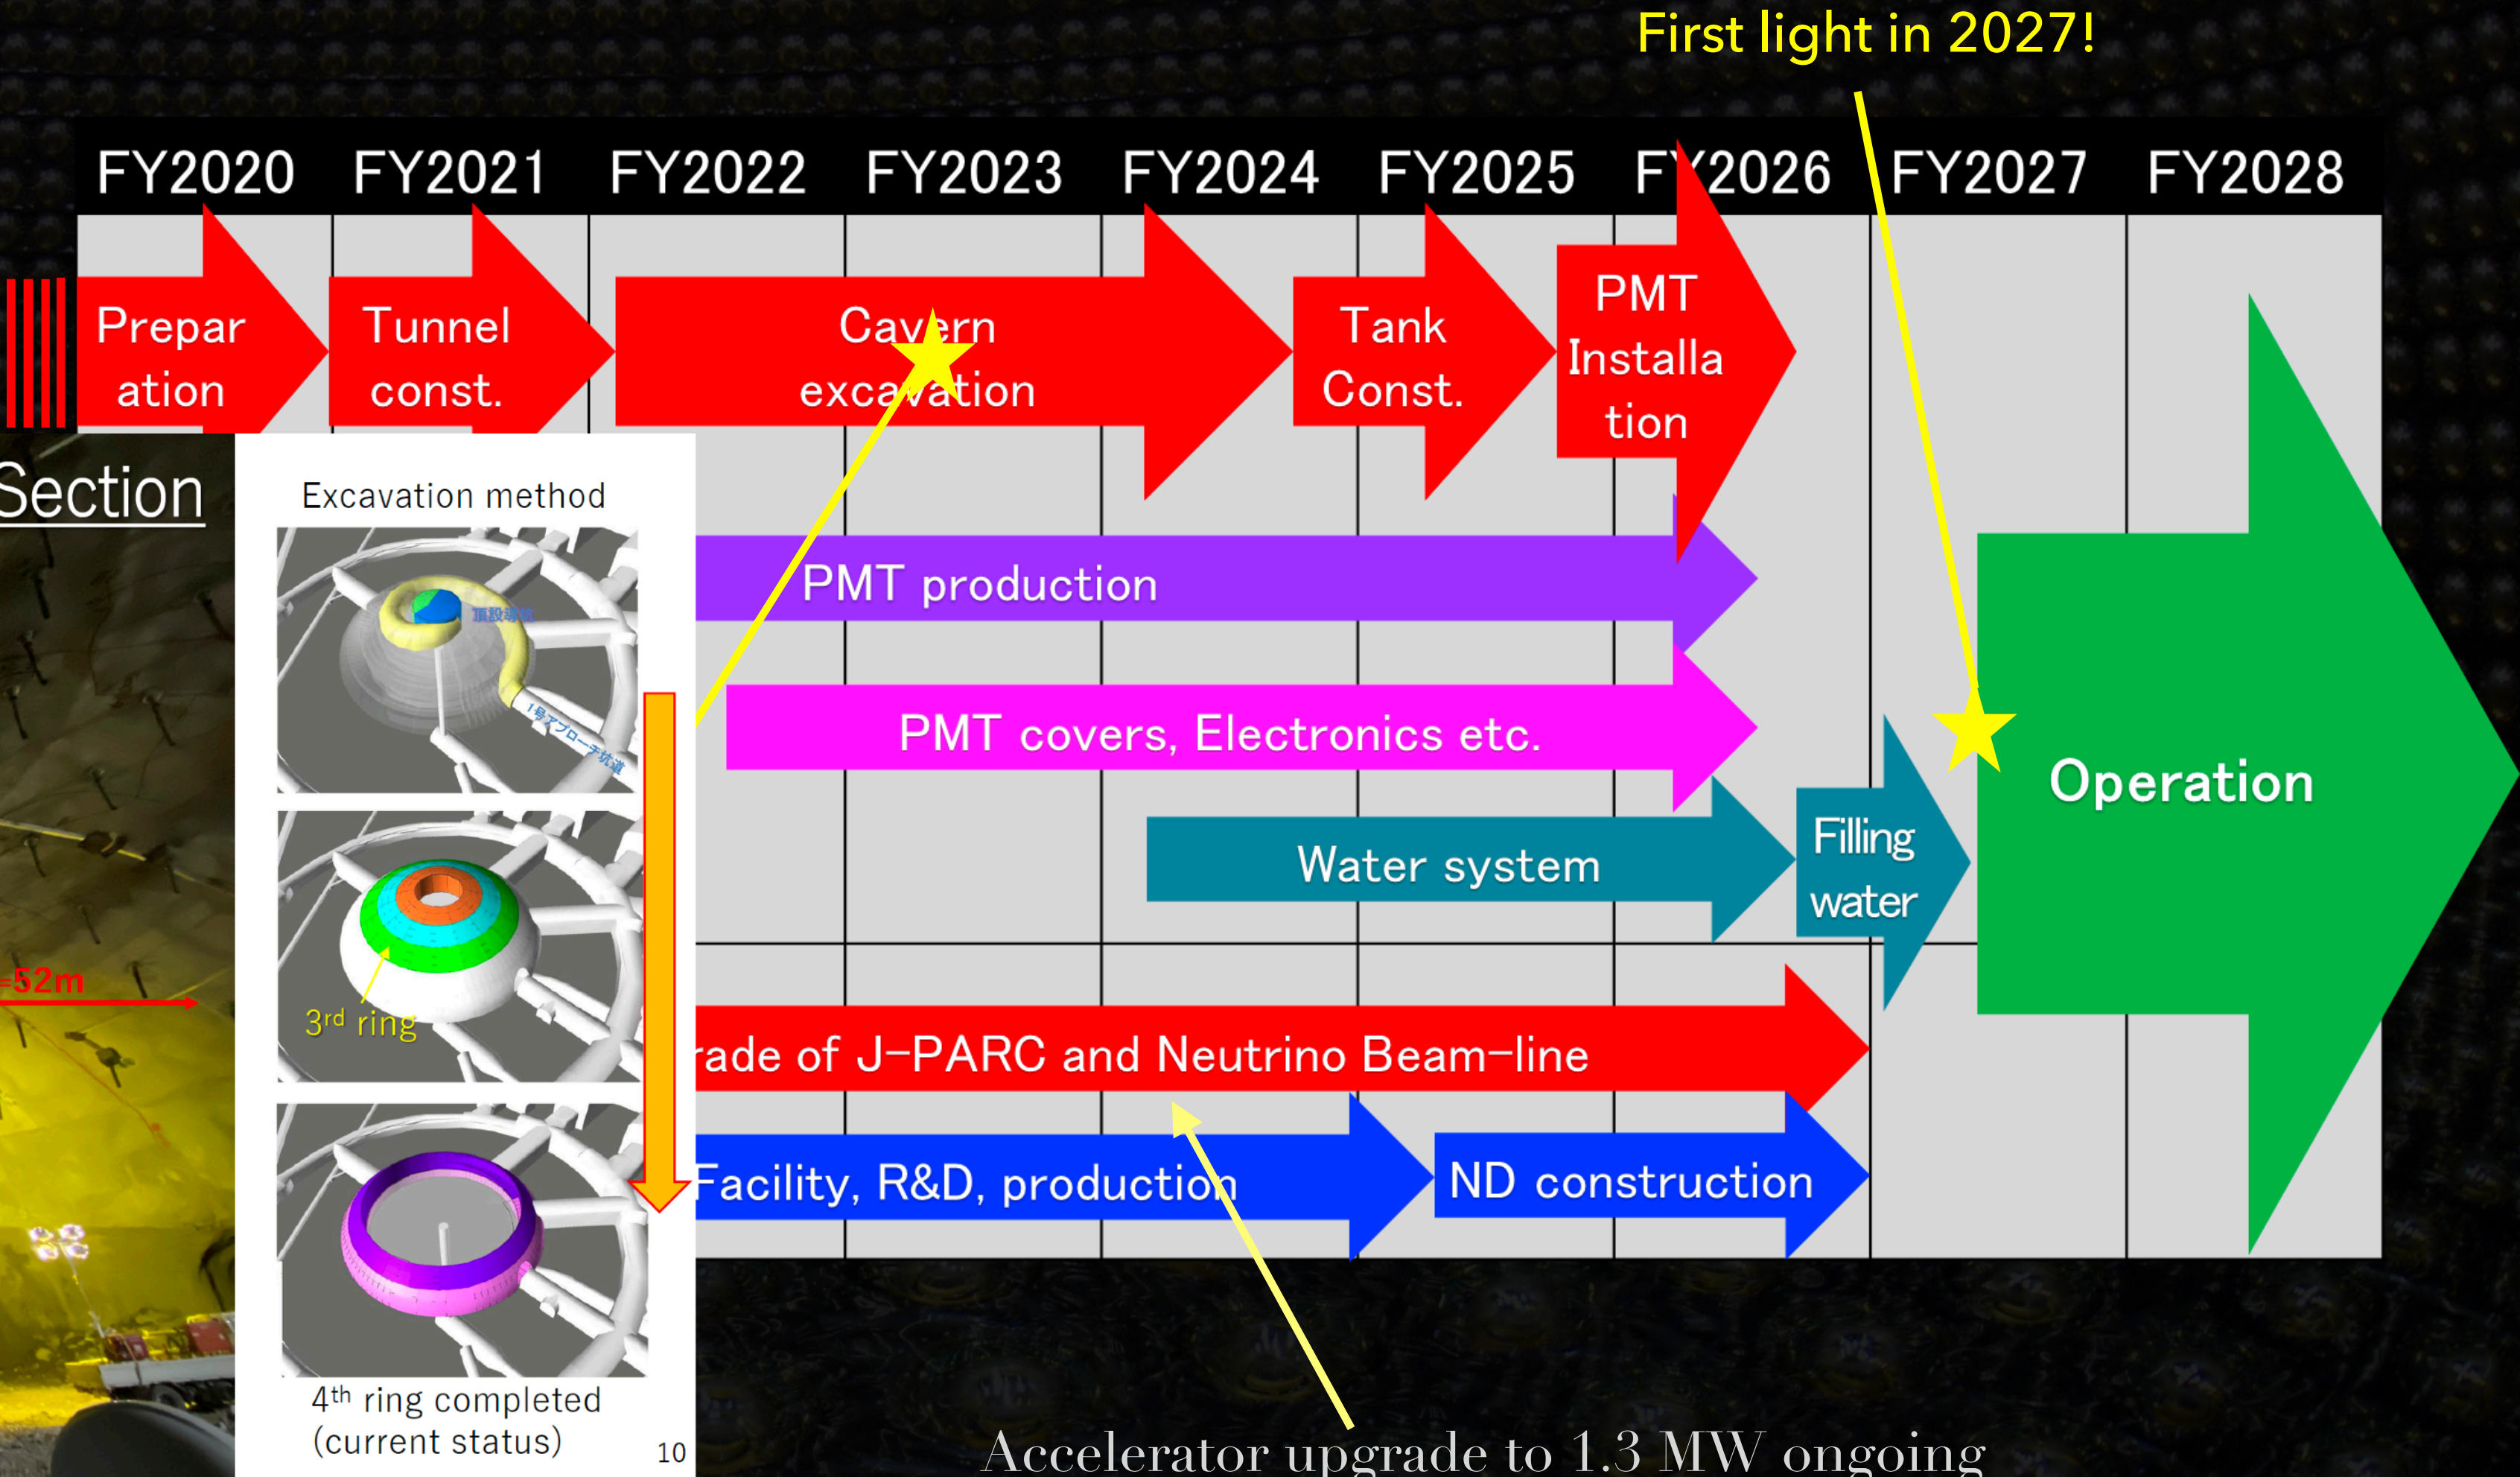 First light in 2027!
FY2020 FY2021 FY2022 FY2023 FY2024 FY2025 FY2026 FY2027 FY2028
Prepar
ation
Tunnel
const.
Cavern
excavation
Tank
Const.
PMT
Installa
tion
Section
Excavation method
頂設導坑
1号アプローチ坑道
3rd ring
4th ring completed
(current status)
10
=52m
PMT production
PMT covers, Electronics etc.
Water system
Filling
water
Operation
rade of J-PARC and Neutrino Beam-line
Facility, R&D, production
ND construction
Accelerator upgrade to 1.3 MW ongoing